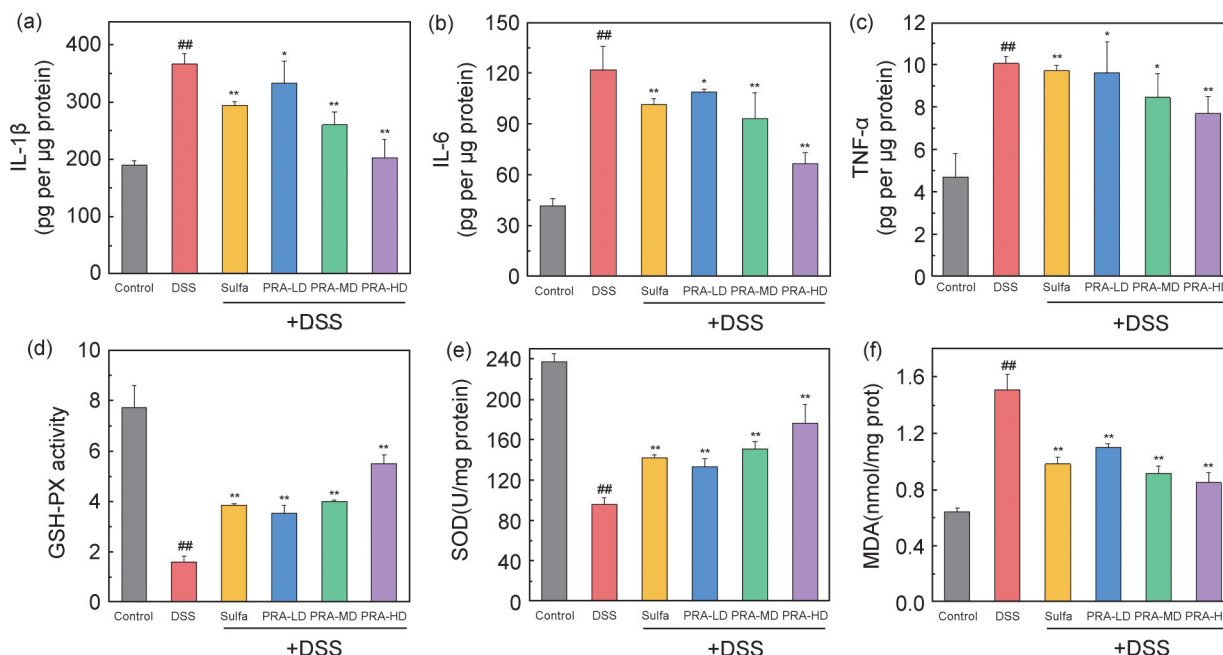 (a)
IL-1β
(pg per μg protein)
400
300
200
100
0
##
**
*
**
**
Control DSS Sulfa PRA-LD PRA-MD PRA-HD
+DSS
(b)
IL-6
(pg per μg protein)
150
120
90
60
30
0
##
**
*
**
**
Control DSS Sulfa PRA-LD PRA-MD PRA-HD
+DSS
(c)
TNF-α
(pg per μg protein)
12
10
8
6
4
2
0
##
**
*
*
**
Control DSS Sulfa PRA-LD PRA-MD PRA-HD
+DSS
(d)
GSH-PX activity
10
8
6
4
2
0
##
**
**
**
**
Control DSS Sulfa PRA-LD PRA-MD PRA-HD
+DSS
(e)
SOD(U/mg protein)
240
200
160
120
80
40
0
##
**
**
**
**
Control DSS Sulfa PRA-LD PRA-MD PRA-HD
+DSS
(f)
MDA(nmol/mg prot)
1.6
1.2
0.8
0.4
0.0
##
**
**
**
**
Control DSS Sulfa PRA-LD PRA-MD PRA-HD
+DSS